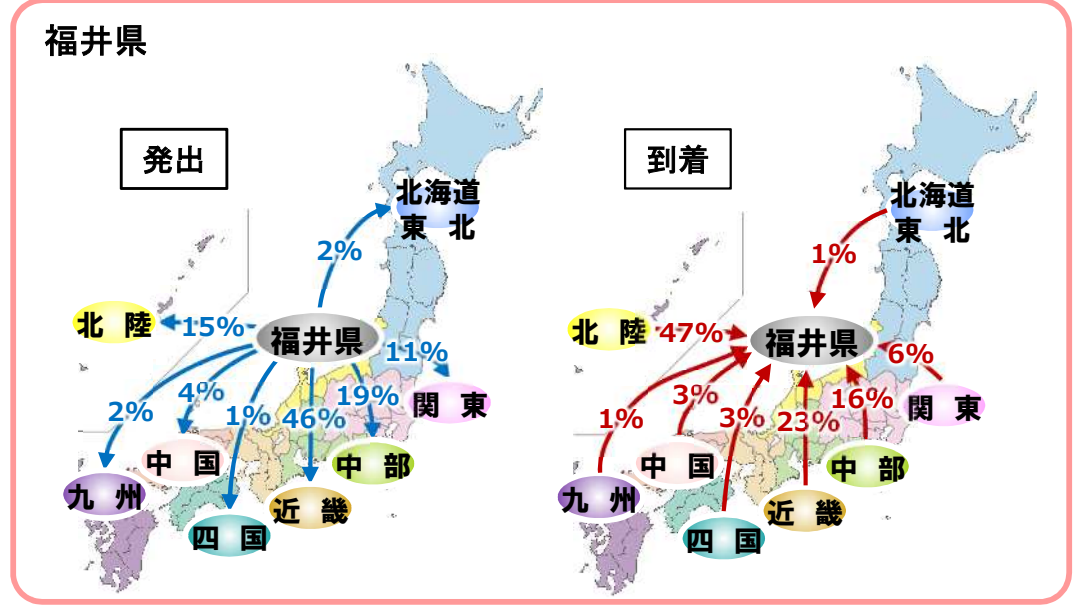 福井県
発出
北海道
東 北
2%
北 陸
15%
福井県
11%
関 東
2%
4%
1%
46%
19%
中 国
中 部
九 州
近 畿
四 国
到着
北海道
東 北
1%
北 陸
47%
福井県
6%
関 東
1%
3%
3%
23%
16%
中 国
中 部
九 州
近 畿
四 国